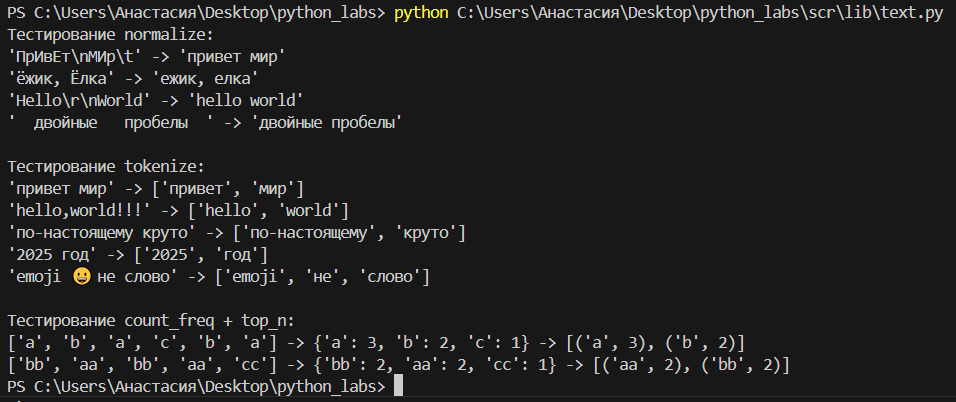 PS C:\Users\Анастасия\Desktop\python_labs> python C:\Users\Анастасия\Desktop\python_labs\scr\lib\text.py
Тестирование normalize:
'ПрИвЕт\nМИр\t' -> 'привет мир'
'ёжик, Ёлка' -> 'ежик, елка'
'Hello\r\nWorld' -> 'hello world'
'  двойные   пробелы  ' -> 'двойные пробелы'

Тестирование tokenize:
'привет мир' -> ['привет', 'мир']
'hello,world!!!' -> ['hello', 'world']
'по-настоящему круто' -> ['по-настоящему', 'круто']
'2025 год' -> ['2025', 'год']
'emoji 😀 не слово' -> ['emoji', 'не', 'слово']

Тестирование count_freq + top_n:
['a', 'b', 'a', 'c', 'b', 'a'] -> {'a': 3, 'b': 2, 'c': 1} -> [('a', 3), ('b', 2)]
['bb', 'aa', 'bb', 'aa', 'cc'] -> {'bb': 2, 'aa': 2, 'cc': 1} -> [('aa', 2), ('bb', 2)]
PS C:\Users\Анастасия\Desktop\python_labs>